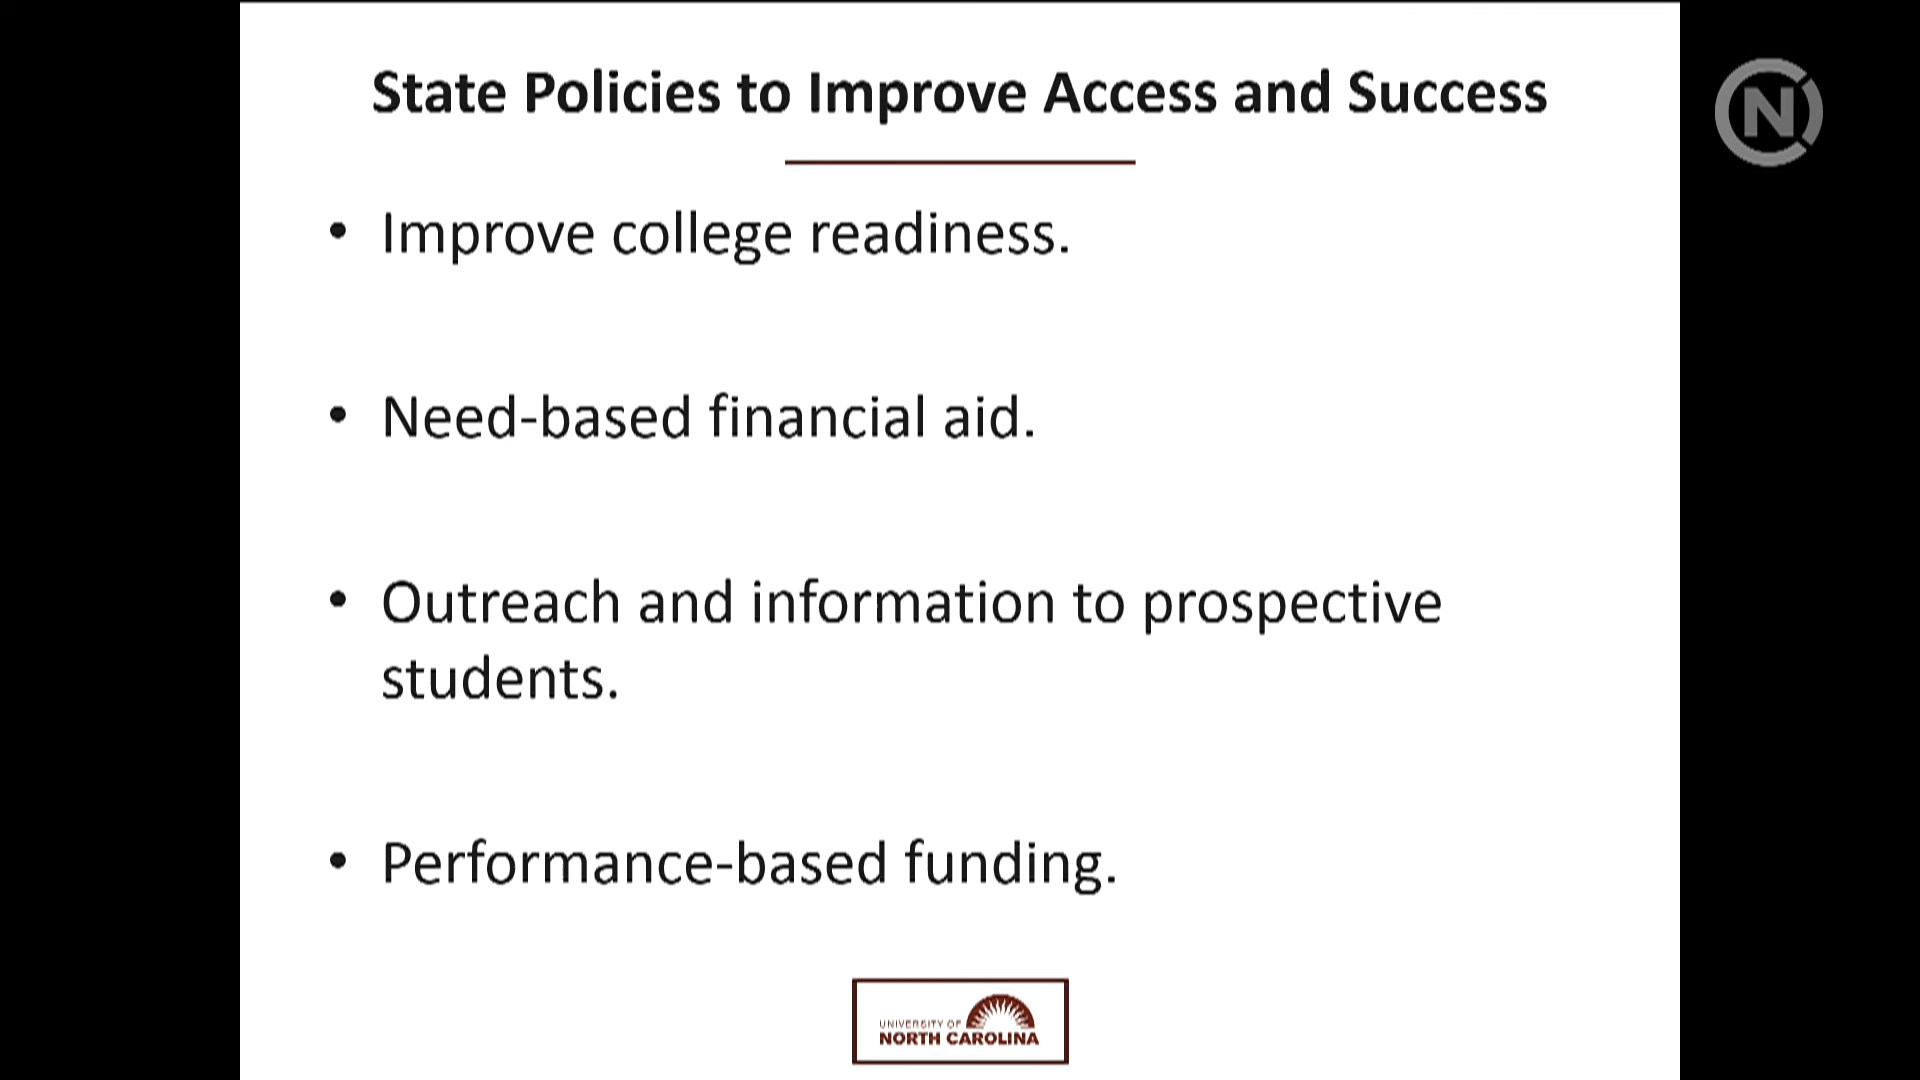 State Policies to Improve Access and Success
• Improve college readiness.
• Need-based financial aid.
• Outreach and information to prospective
students.
• Performance-based funding.
UNIVERSITY OF
NORTH CAROLINA
N